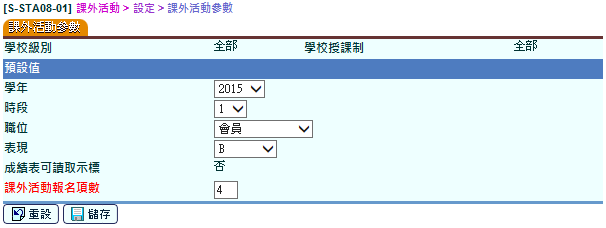 [S-STA08-01] 課外活動 > 設定 > 課外活動參數
課外活動參數
學校級別 全部 學校授課制 全部
預設值
學年 2015
時段 1
職位 會員
表現 B
成績表可讀取示標 否
課外活動報名項數 4
重設 儲存